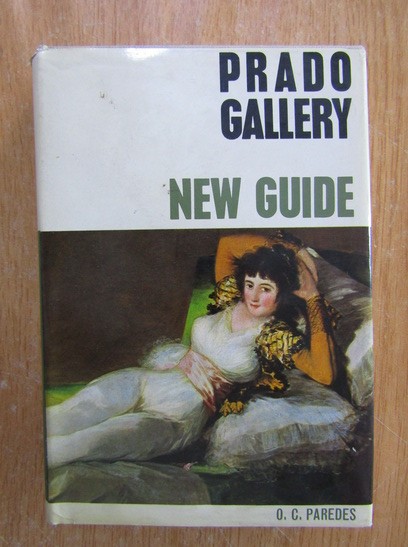 PRADO
GALLERY
NEW GUIDE
O. C. PAREDES